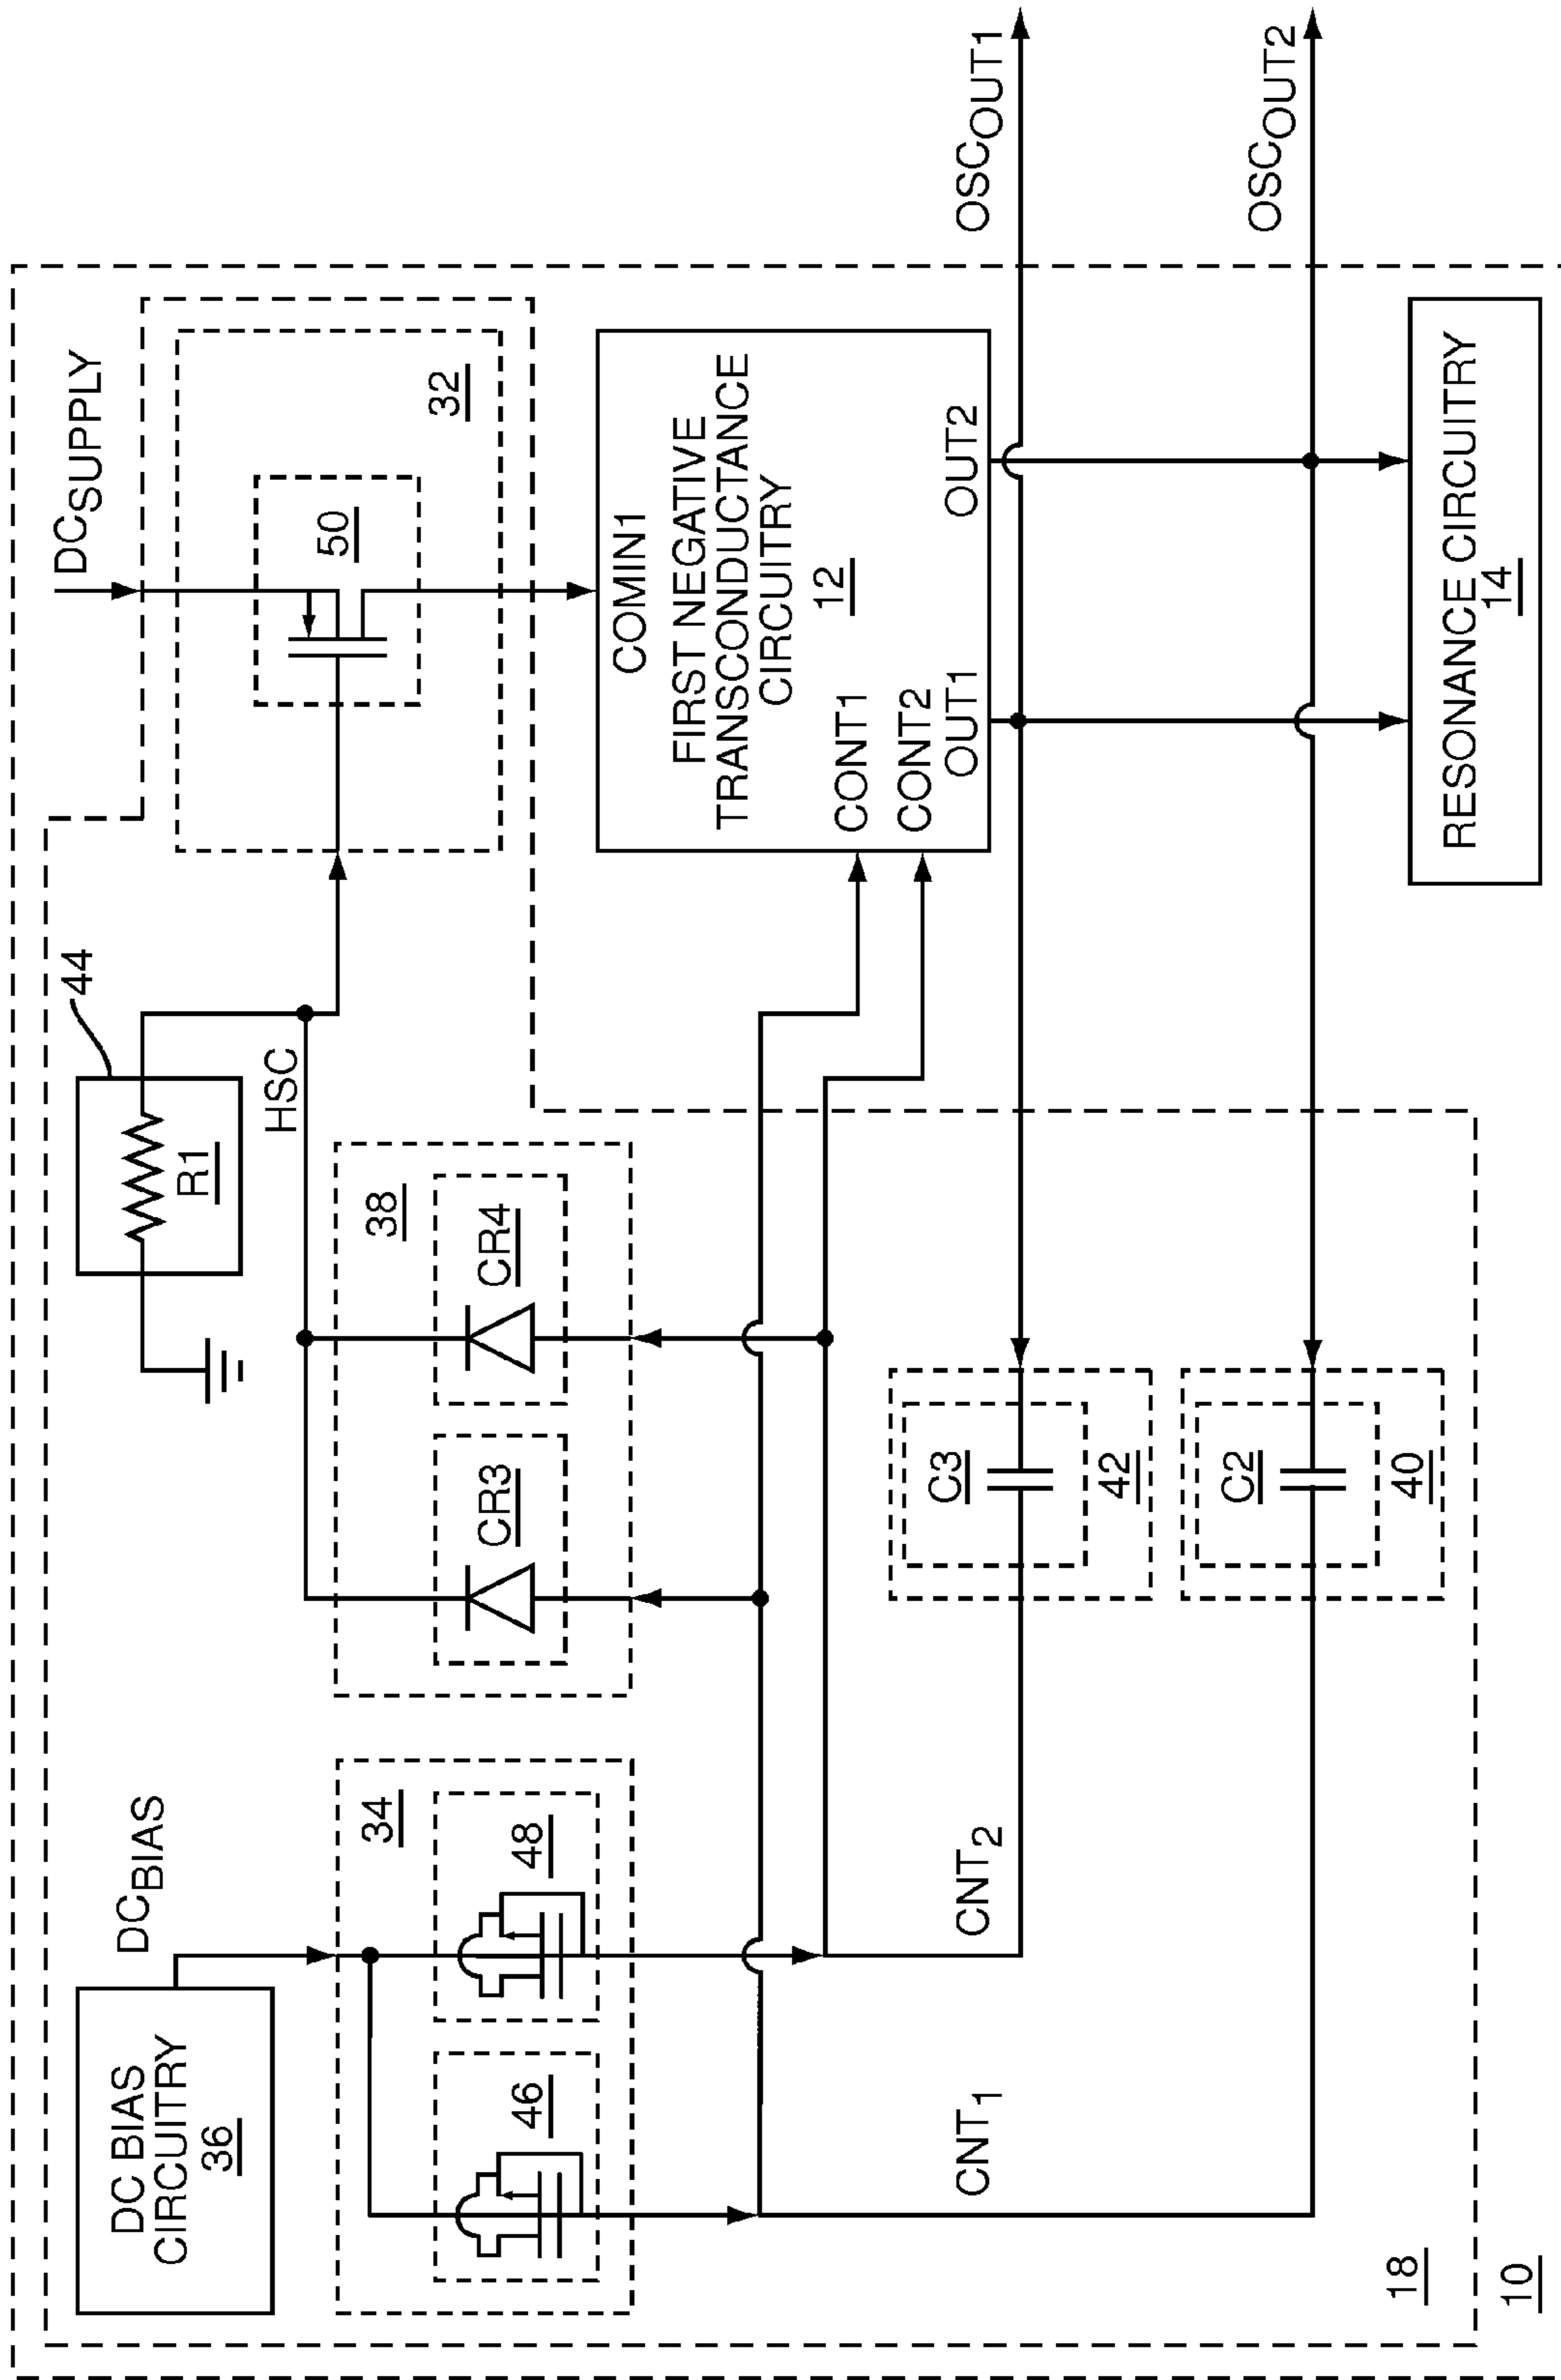 DC BIAS
CIRCUITRY
36
DCBIAS
34
46
48
CR3
CR4
38
R1
44
HSC
DCSUPPLY
50
32
COMIN1
FIRST NEGATIVE
TRANSCONDUCTANCE
CIRCUITRY
12
CONT1
CONT2
OUT1
OUT2
CNT1
CNT2
C3
42
C2
40
OSCOUT1
OSCOUT2
RESONANCE CIRCUITRY
14
18
10